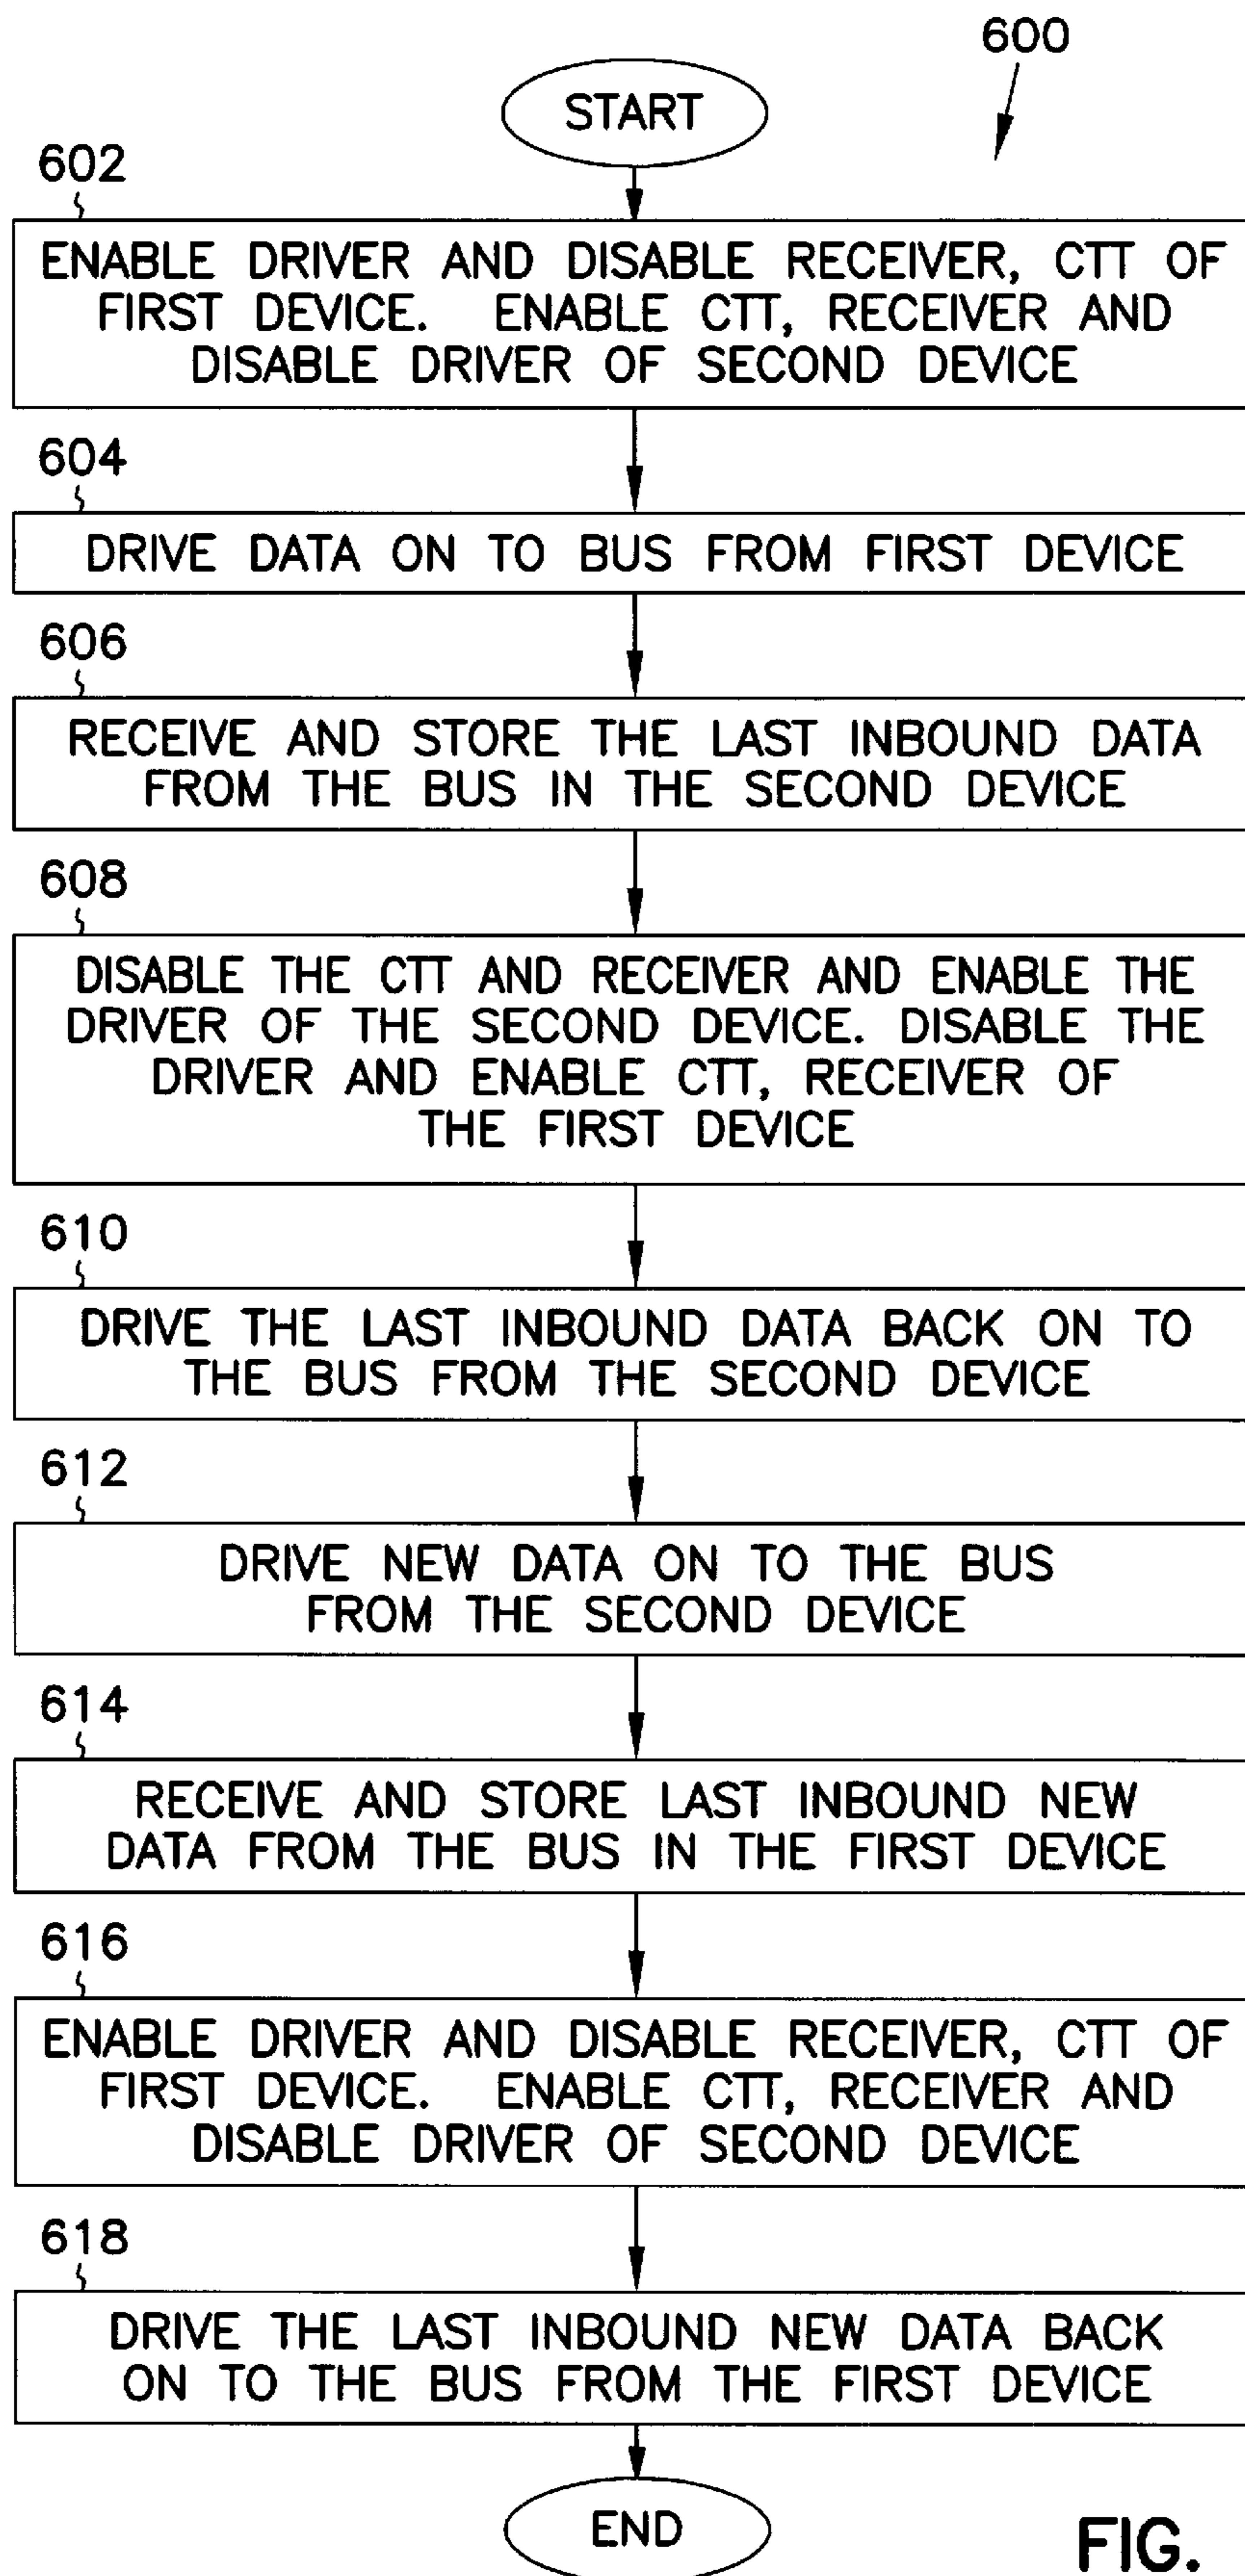 600
START
602
ENABLE DRIVER AND DISABLE RECEIVER, CTT OF
FIRST DEVICE. ENABLE CTT, RECEIVER AND
DISABLE DRIVER OF SECOND DEVICE
604
DRIVE DATA ON TO BUS FROM FIRST DEVICE
606
RECEIVE AND STORE THE LAST INBOUND DATA
FROM THE BUS IN THE SECOND DEVICE
608
DISABLE THE CTT AND RECEIVER AND ENABLE THE
DRIVER OF THE SECOND DEVICE. DISABLE THE
DRIVER AND ENABLE CTT, RECEIVER OF
THE FIRST DEVICE
610
DRIVE THE LAST INBOUND DATA BACK ON TO
THE BUS FROM THE SECOND DEVICE
612
DRIVE NEW DATA ON TO THE BUS
FROM THE SECOND DEVICE
614
RECEIVE AND STORE LAST INBOUND NEW
DATA FROM THE BUS IN THE FIRST DEVICE
616
ENABLE DRIVER AND DISABLE RECEIVER, CTT OF
FIRST DEVICE. ENABLE CTT, RECEIVER AND
DISABLE DRIVER OF SECOND DEVICE
618
DRIVE THE LAST INBOUND NEW DATA BACK
ON TO THE BUS FROM THE FIRST DEVICE
END
FIG.